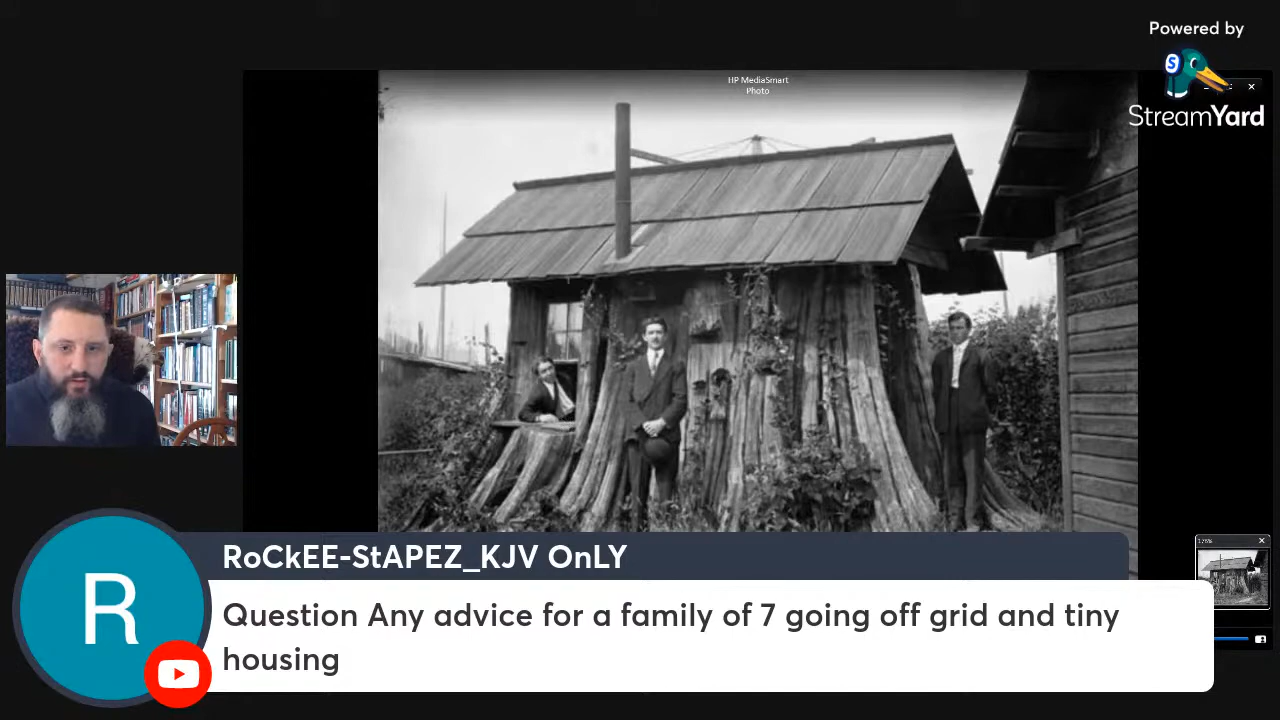 Powered by
StreamYard
HP MediaSmart
Photo
RoCkEE-StAPEZ_KJV OnLY
R
Question Any advice for a family of 7 going off grid and tiny
housing